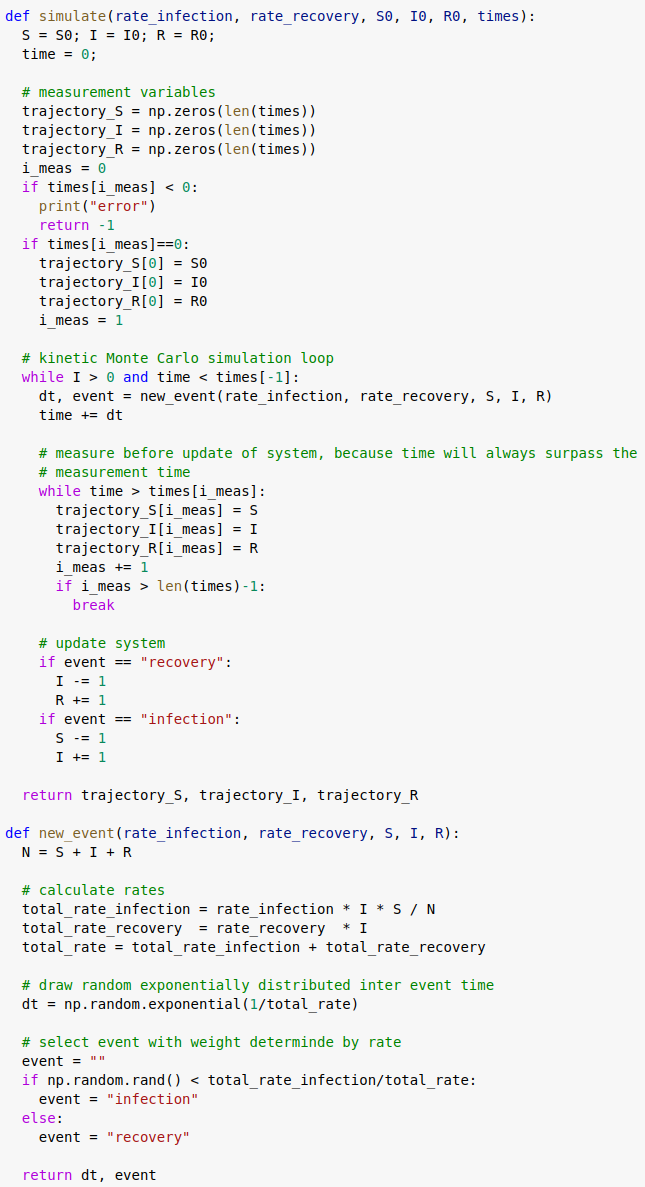 def simulate(rate_infection, rate_recovery, S0, I0, R0, times):
  S = S0; I = I0; R = R0;
  time = 0;

  # measurement variables
  trajectory_S = np.zeros(len(times))
  trajectory_I = np.zeros(len(times))
  trajectory_R = np.zeros(len(times))
  i_meas = 0
  if times[i_meas] < 0:
    print("error")
    return -1
  if times[i_meas]==0:
    trajectory_S[0] = S0
    trajectory_I[0] = I0
    trajectory_R[0] = R0
    i_meas = 1

  # kinetic Monte Carlo simulation loop
  while I > 0 and time < times[-1]:
    dt, event = new_event(rate_infection, rate_recovery, S, I, R)
    time += dt

    # measure before update of system, because time will always surpass the
    # measurement time
    while time > times[i_meas]:
      trajectory_S[i_meas] = S
      trajectory_I[i_meas] = I
      trajectory_R[i_meas] = R
      i_meas += 1
      if i_meas > len(times)-1:
        break

    # update system
    if event == "recovery":
      I -= 1
      R += 1
    if event == "infection":
      S -= 1
      I += 1

  return trajectory_S, trajectory_I, trajectory_R

def new_event(rate_infection, rate_recovery, S, I, R):
  N = S + I + R

  # calculate rates
  total_rate_infection = rate_infection * I * S / N
  total_rate_recovery  = rate_recovery  * I
  total_rate = total_rate_infection + total_rate_recovery

  # draw random exponentially distributed inter event time
  dt = np.random.exponential(1/total_rate)

  # select event with weight determinde by rate
  event = ""
  if np.random.rand() < total_rate_infection/total_rate:
    event = "infection"
  else:
    event = "recovery"

  return dt, event